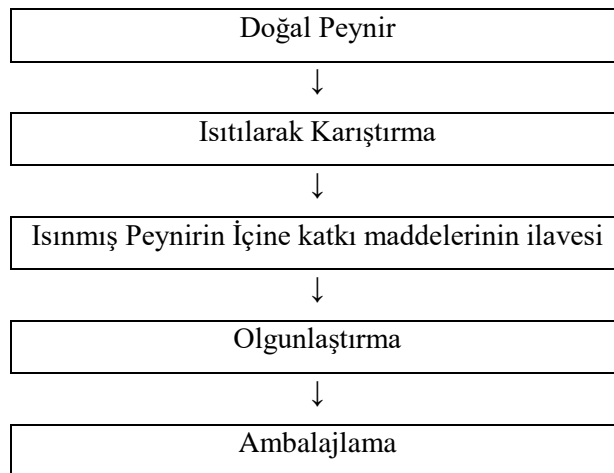 Doğal Peynir
↓
Isıtılarak Karıştırma
↓
Isınmış Peynirin İçine katkı maddelerinin ilavesi
↓
Olgunlaştırma
↓
Ambalajlama